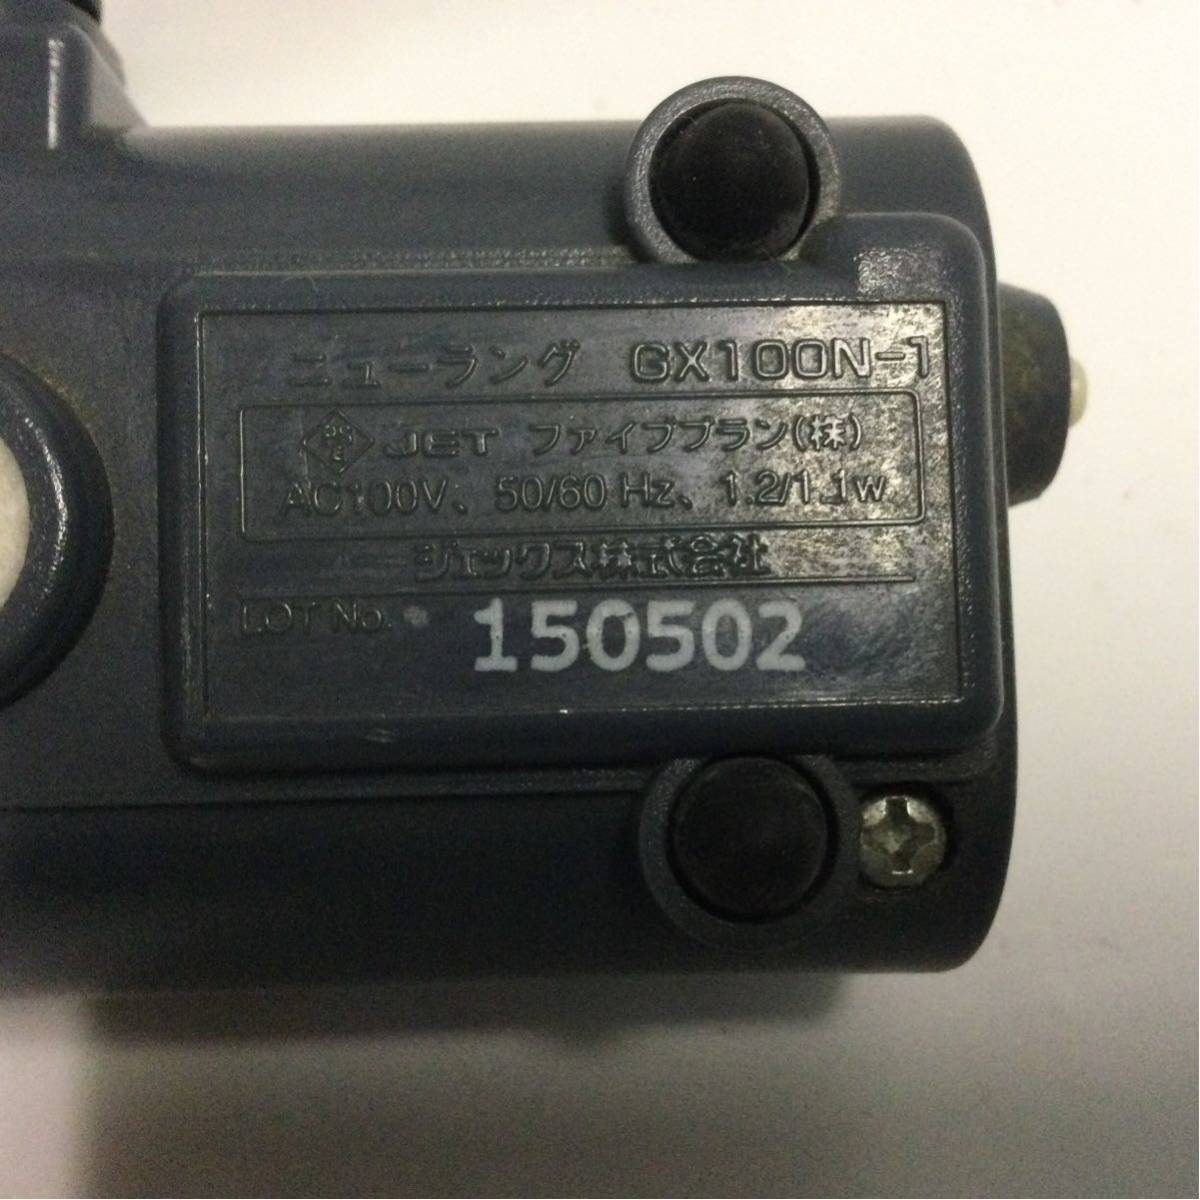 ニューラング GX100N-1
PS E JET ファイブプラン(株)
AC100V、50/60 Hz、1.2/1.1w
ジェックス株式会社
LOT No. 150502